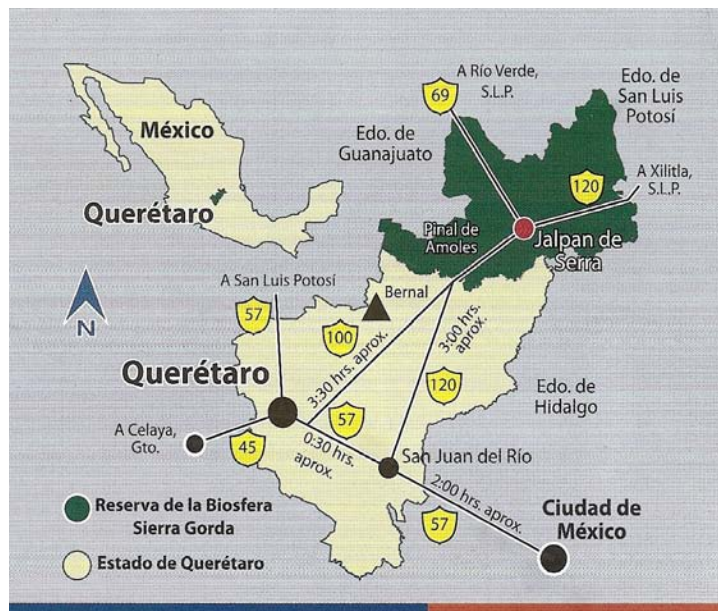 A Río Verde,
S.L.P.
69
Edo. de
San Luis
Potosí
México
Edo. de
Guanajuato
120
A Xilitla,
S.L.P.
Querétaro
Pinal de
Amoles
Jalpan de
Serra
A San Luis Potosí
Bernal
N
57
100
3:00 hrs.
aprox.
Querétaro
3:30 hrs. aprox.
120
Edo. de
Hidalgo
57
A Celaya,
Gto.
45
0:30 hrs.
aprox.
San Juan del Río
2:00 hrs. aprox.
Reserva de la Biosfera
Sierra Gorda
57
Ciudad de
México
Estado de Querétaro